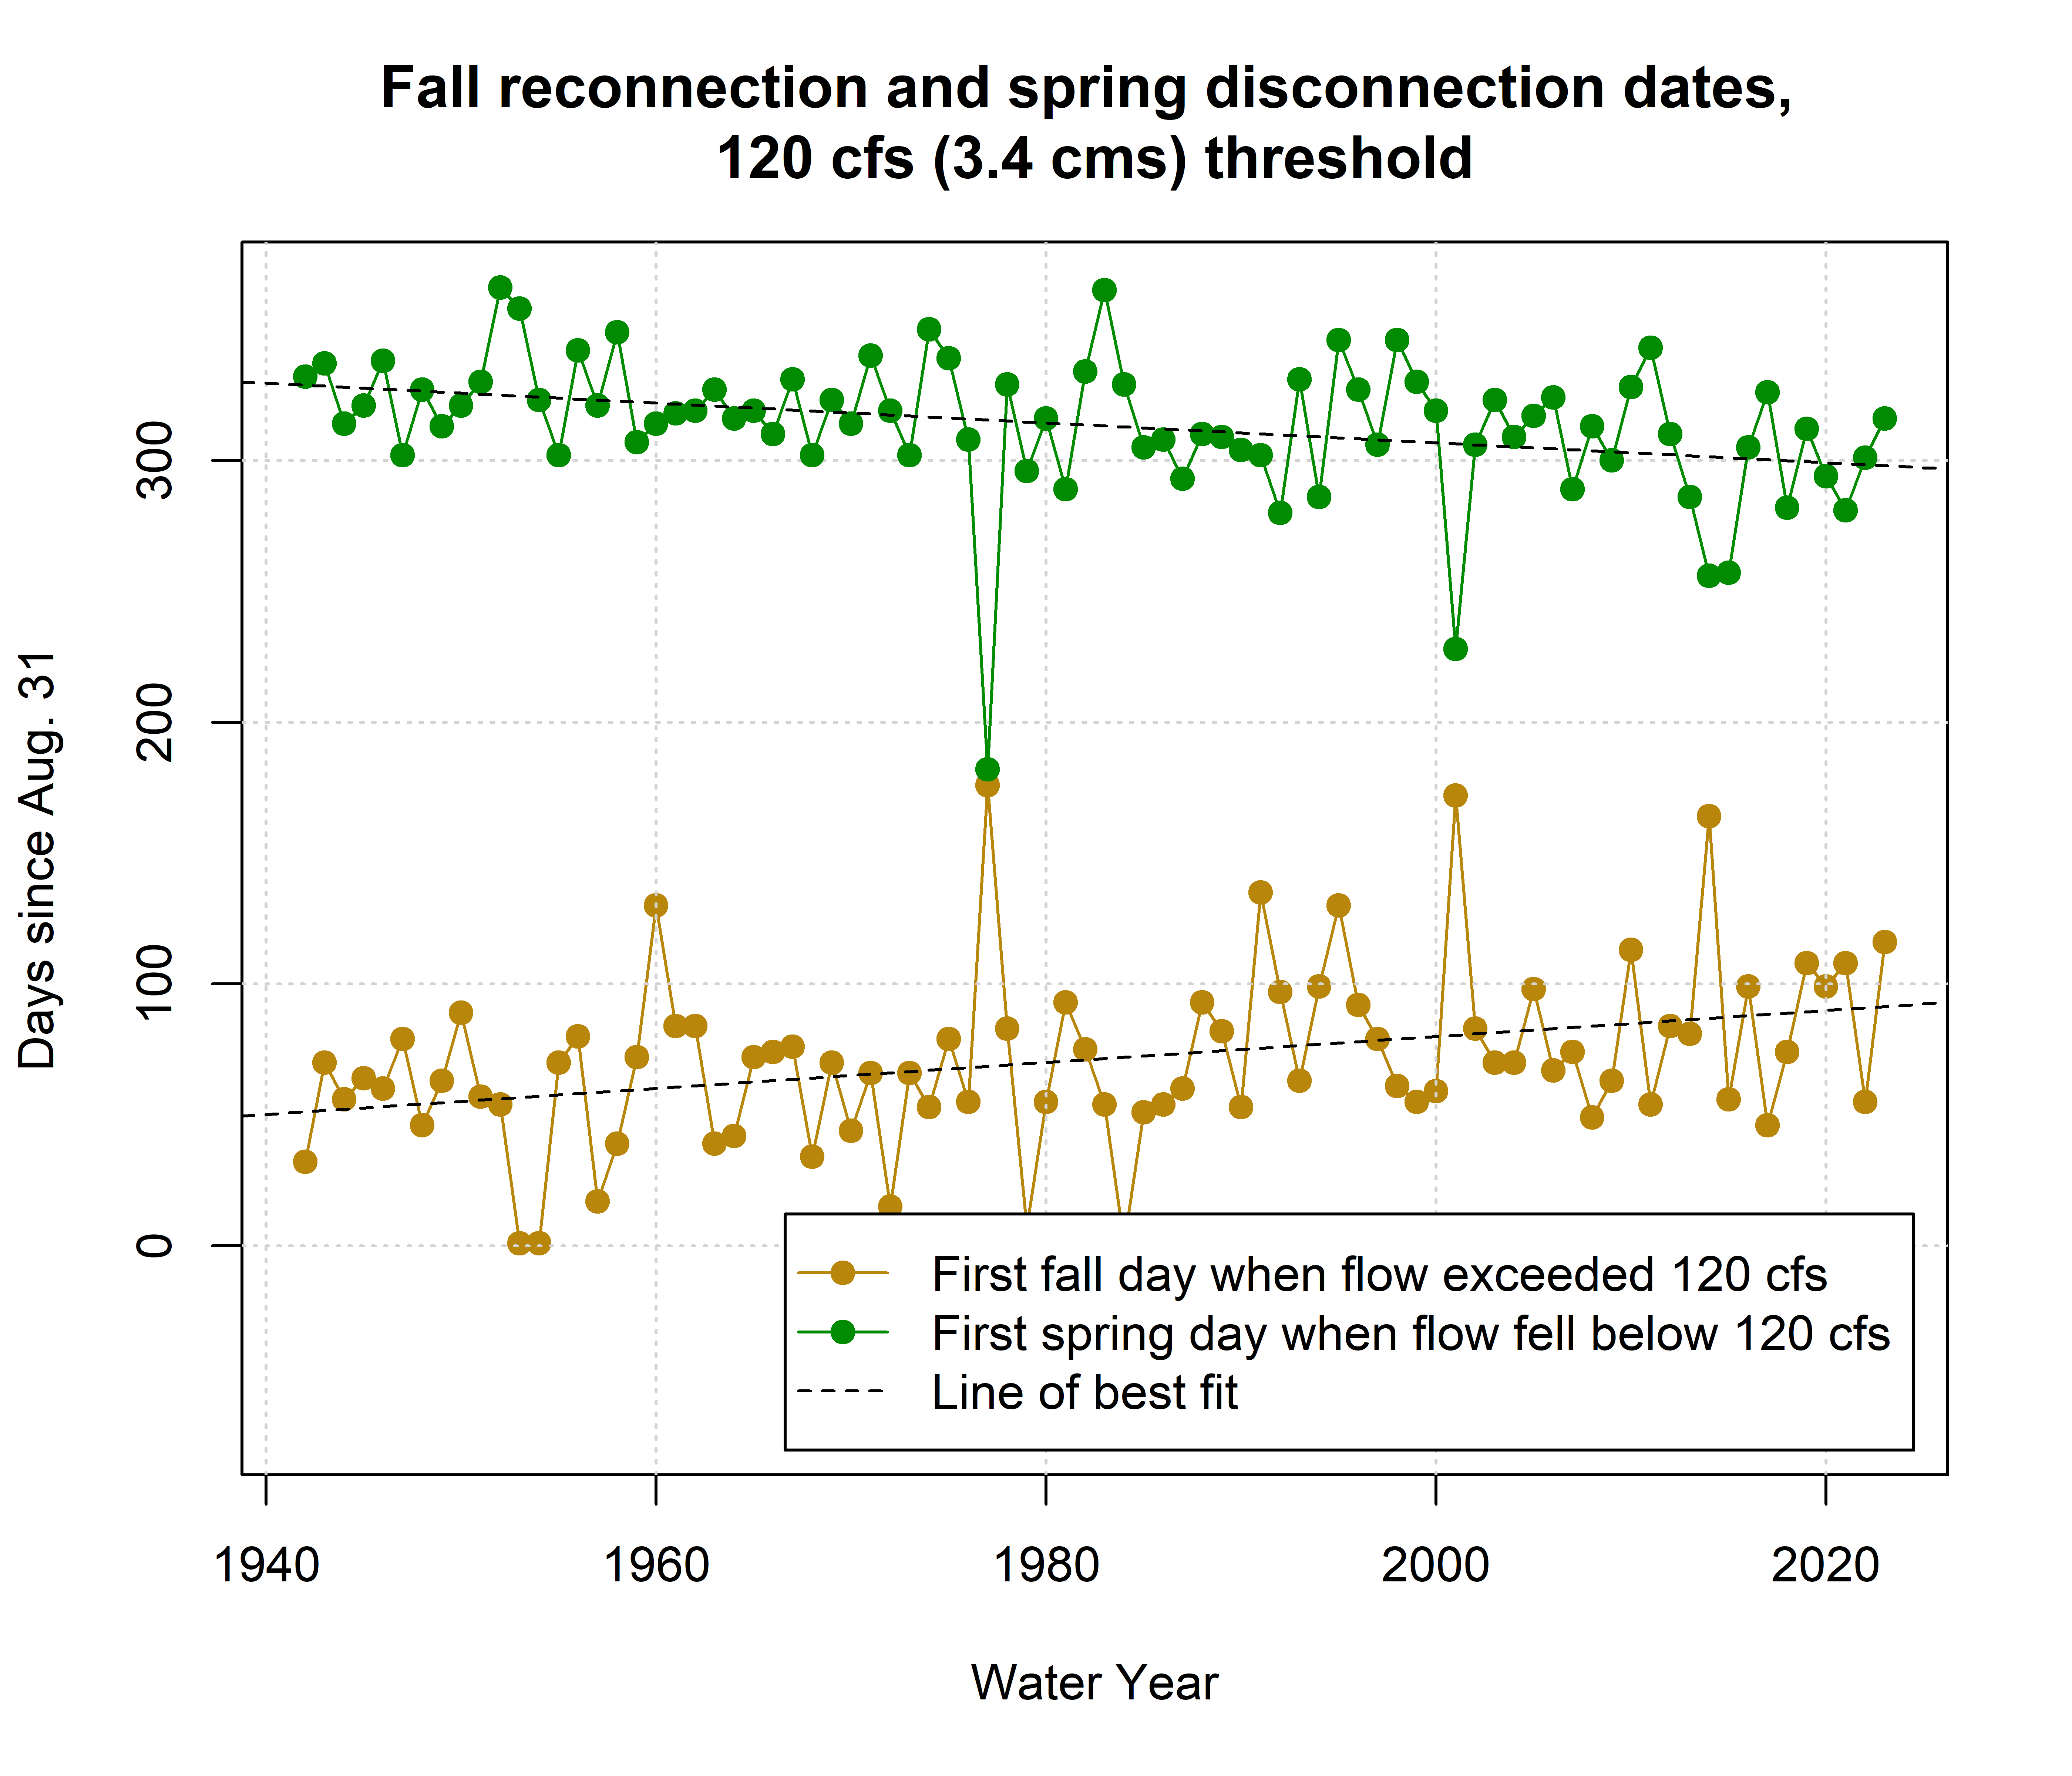 Fall reconnection and spring disconnection dates,
120 cfs (3.4 cms) threshold
Days since Aug. 31
300
200
100
0
First fall day when flow exceeded 120 cfs
First spring day when flow fell below 120 cfs
Line of best fit
1940 1960 1980 2000 2020
Water Year